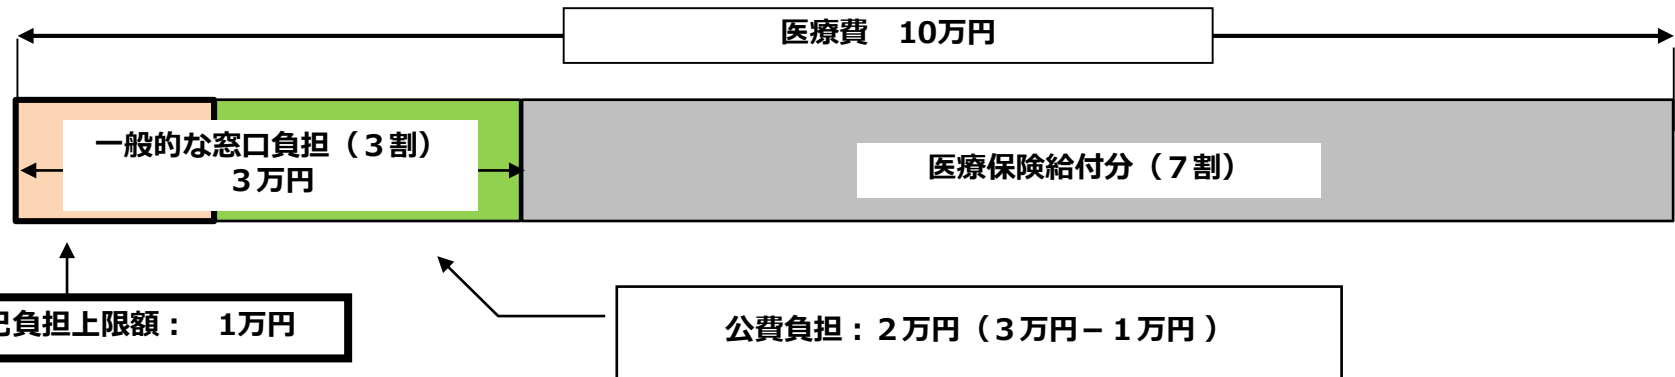 医療費　10万円
一般的な窓口負担（３割）
３万円
医療保険給付分（７割）
己負担上限額：　1万円
公費負担：２万円（３万円－１万円 ）